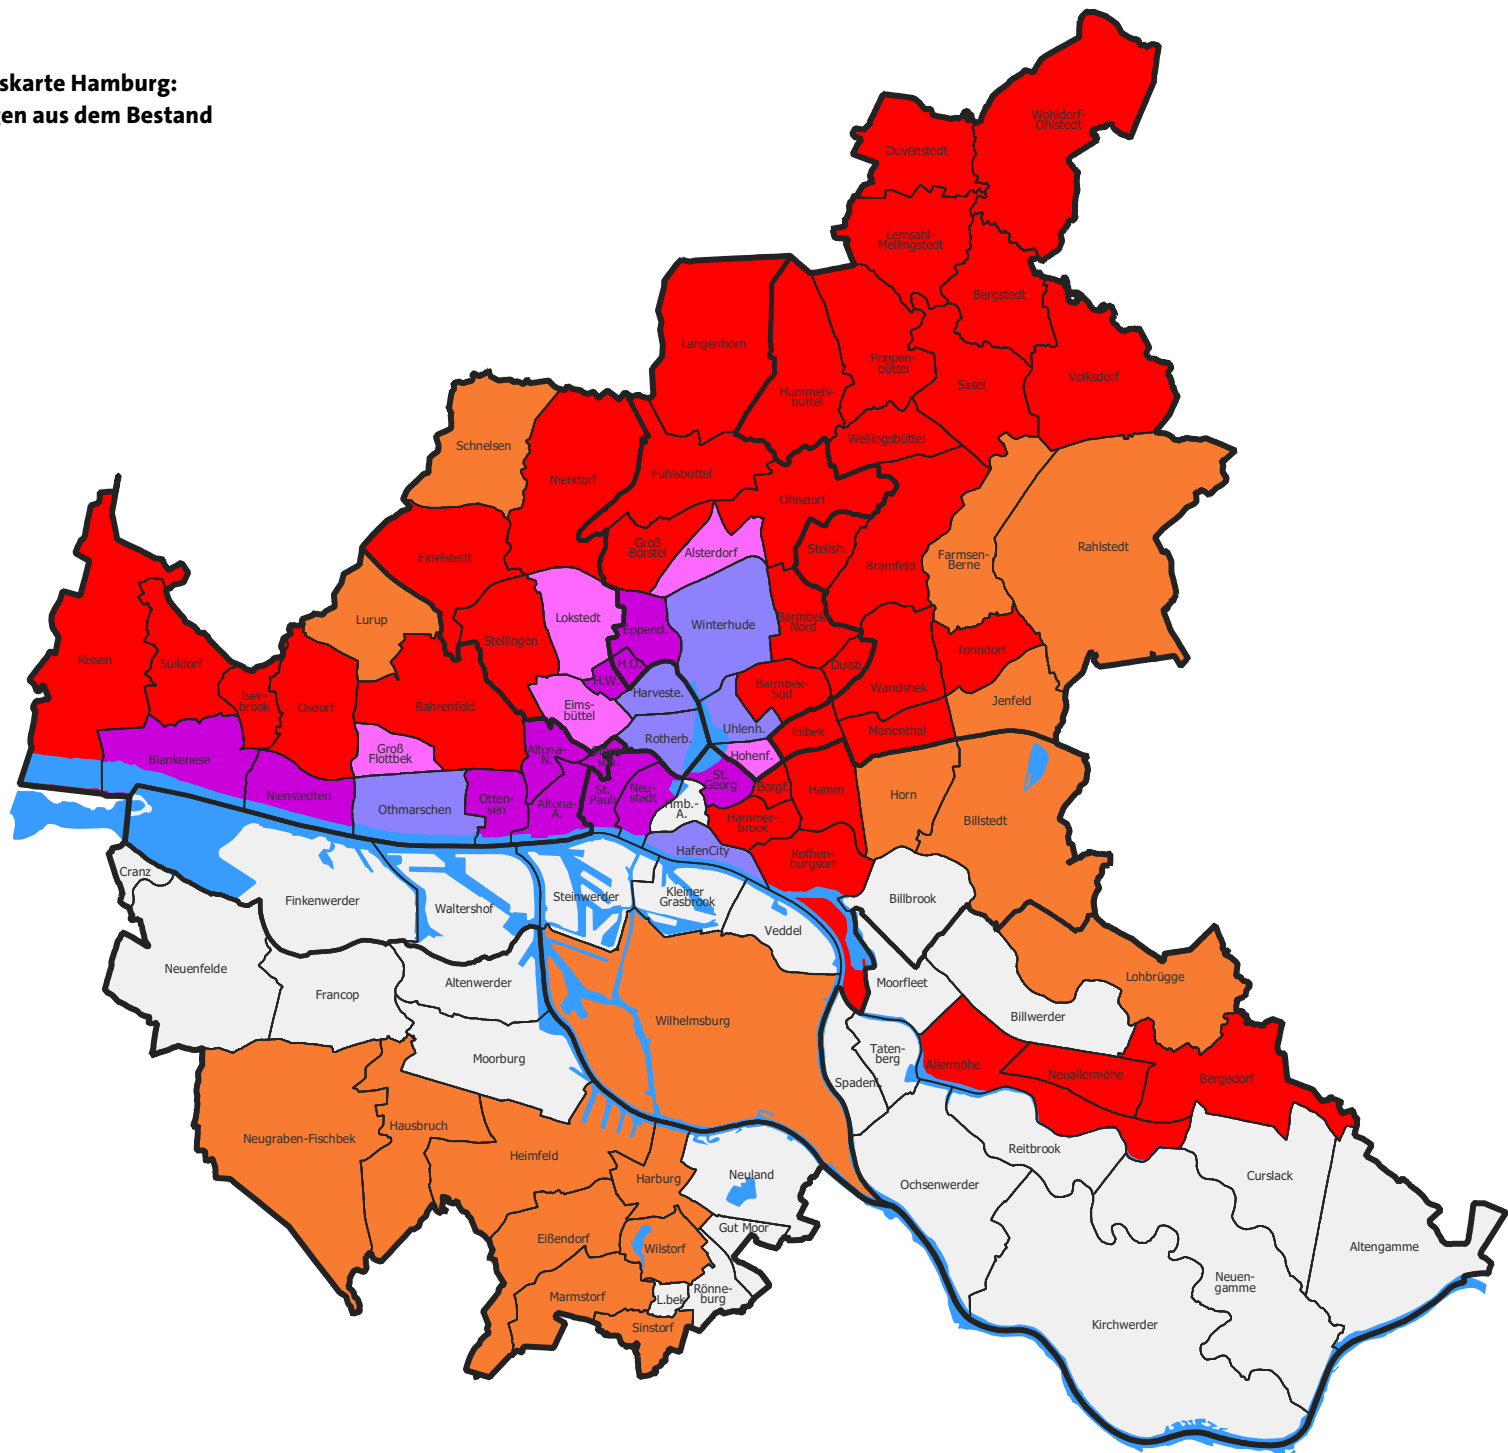 skarte Hamburg:
gen aus dem Bestand
Wohldorf-
Ohlstedt
Duvenstedt
Lemsahl-
Mellingstedt
Bergstedt
Langenhorn
Poppen-
büttel
Volksdorf
Sasel
Hummels-
büttel
Wellingsbüttel
Schnelsen
Niendorf
Fuhlsbüttel
Ohlsdorf
Rahlstedt
Groß
Borstel
Alsterdorf
Steilsh.
Bramfeld
Farmsen-
Berne
Eidelstedt
Lurup
Lokstedt
Eppend.
Winterhude
Barmbek-
Nord
Stellingen
Tonndorf
Rissen
Sülldorf
H.O.
Dulsb.
H.W.
Harveste.
Barmbek-
Süd
Wandsbek
Iser-
brook
Osdorf
Bahrenfeld
Eims-
büttel
Jenfeld
Uhlenh.
Eilbek
Marienthal
Rotherb.
Groß
Flottbek
Altona-
N.
Hohenf.
Blankenese
St.
Georg
Borgf.
Hamm
Horn
Nienstedten
Othmarschen
Otten-
sen
Altona-
A.
St.
Pauli
Neu-
stadt
Hmb.-
A.
Hammer-
brook
Billstedt
HafenCity
Rothen-
burgsort
Cranz
Finkenwerder
Waltershof
Steinwerder
Kleiner
Grasbrook
Billbrook
Veddel
Neuenfelde
Francop
Altenwerder
Moorfleet
Lohbrügge
Wilhelmsburg
Billwerder
Moorburg
Taten-
berg
Spadenl.
Allermöhe
Neuallermöhe
Bergedorf
Neugraben-Fischbek
Hausbruch
Heimfeld
Reitbrook
Harburg
Neuland
Ochsenwerder
Curslack
Gut Moor
Eißendorf
Wilstorf
Altengamme
Marmstorf
L.bek
Rönne-
burg
Neuen-
gamme
Sinstorf
Kirchwerder